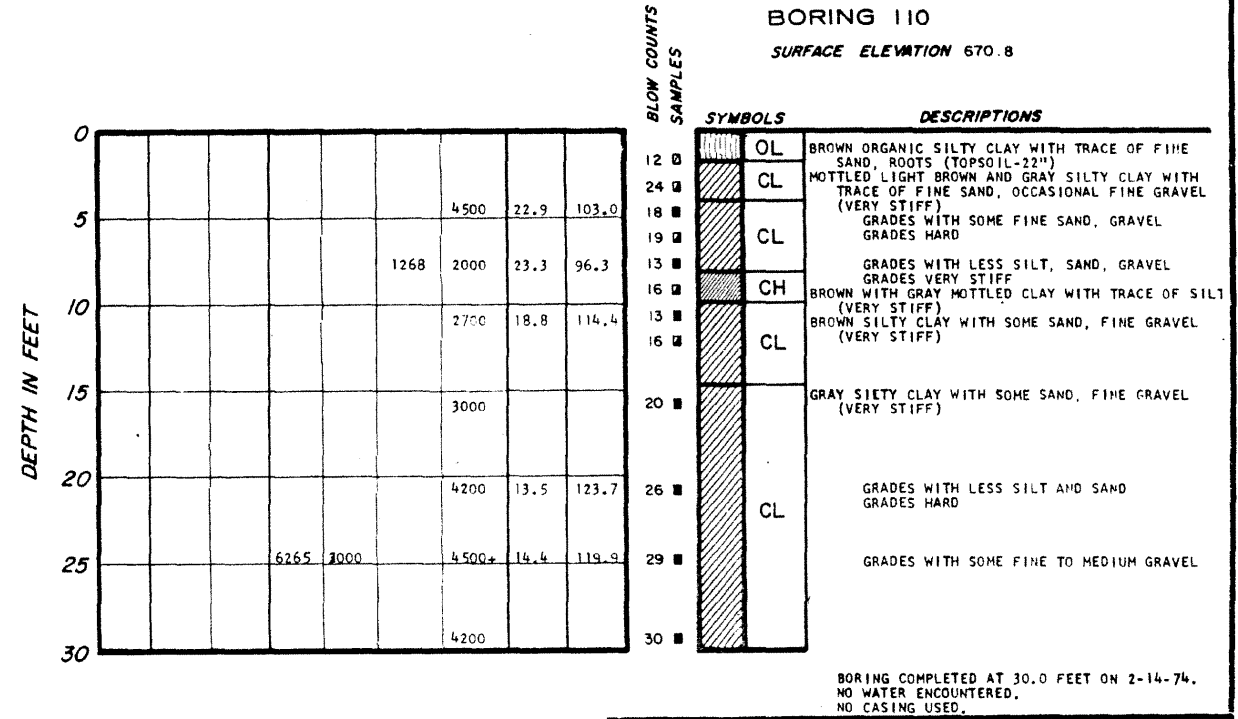 BORING 110
SURFACE ELEVATION 670.8
BLOW COUNTS
SAMPLES
SYMBOLS
DESCRIPTIONS
DEPTH IN FEET
0
OL
BROWN ORGANIC SILTY CLAY WITH TRACE OF FINE
12
SAND, ROOTS (TOPSOIL-22")
CL
MOTTLED LIGHT BROWN AND GRAY SILTY CLAY WITH
24
TRACE OF FINE SAND, OCCASIONAL FINE GRAVEL
(VERY STIFF)
4500 22.9 103.0
18
GRADES WITH SOME FINE SAND, GRAVEL
5
19
CL
GRADES HARD
1268 2000 23.3 96.3
13
GRADES WITH LESS SILT, SAND, GRAVEL
GRADES VERY STIFF
16
CH
BROWN WITH GRAY MOTTLED CLAY WITH TRACE OF SILT
(VERY STIFF)
10
2700 18.8 114.4
13
BROWN SILTY CLAY WITH SOME SAND, FINE GRAVEL
(VERY STIFF)
16
CL
15
GRAY SILTY CLAY WITH SOME SAND, FINE GRAVEL
(VERY STIFF)
3000
20
20
4200 13.5 123.7
26
GRADES WITH LESS SILT AND SAND
GRADES HARD
CL
6265 4500+ 14.4 119.9
29
GRADES WITH SOME FINE TO MEDIUM GRAVEL
25
4200
30
30
BORING COMPLETED AT 30.0 FEET ON 2-14-74.
NO WATER ENCOUNTERED.
NO CASING USED.